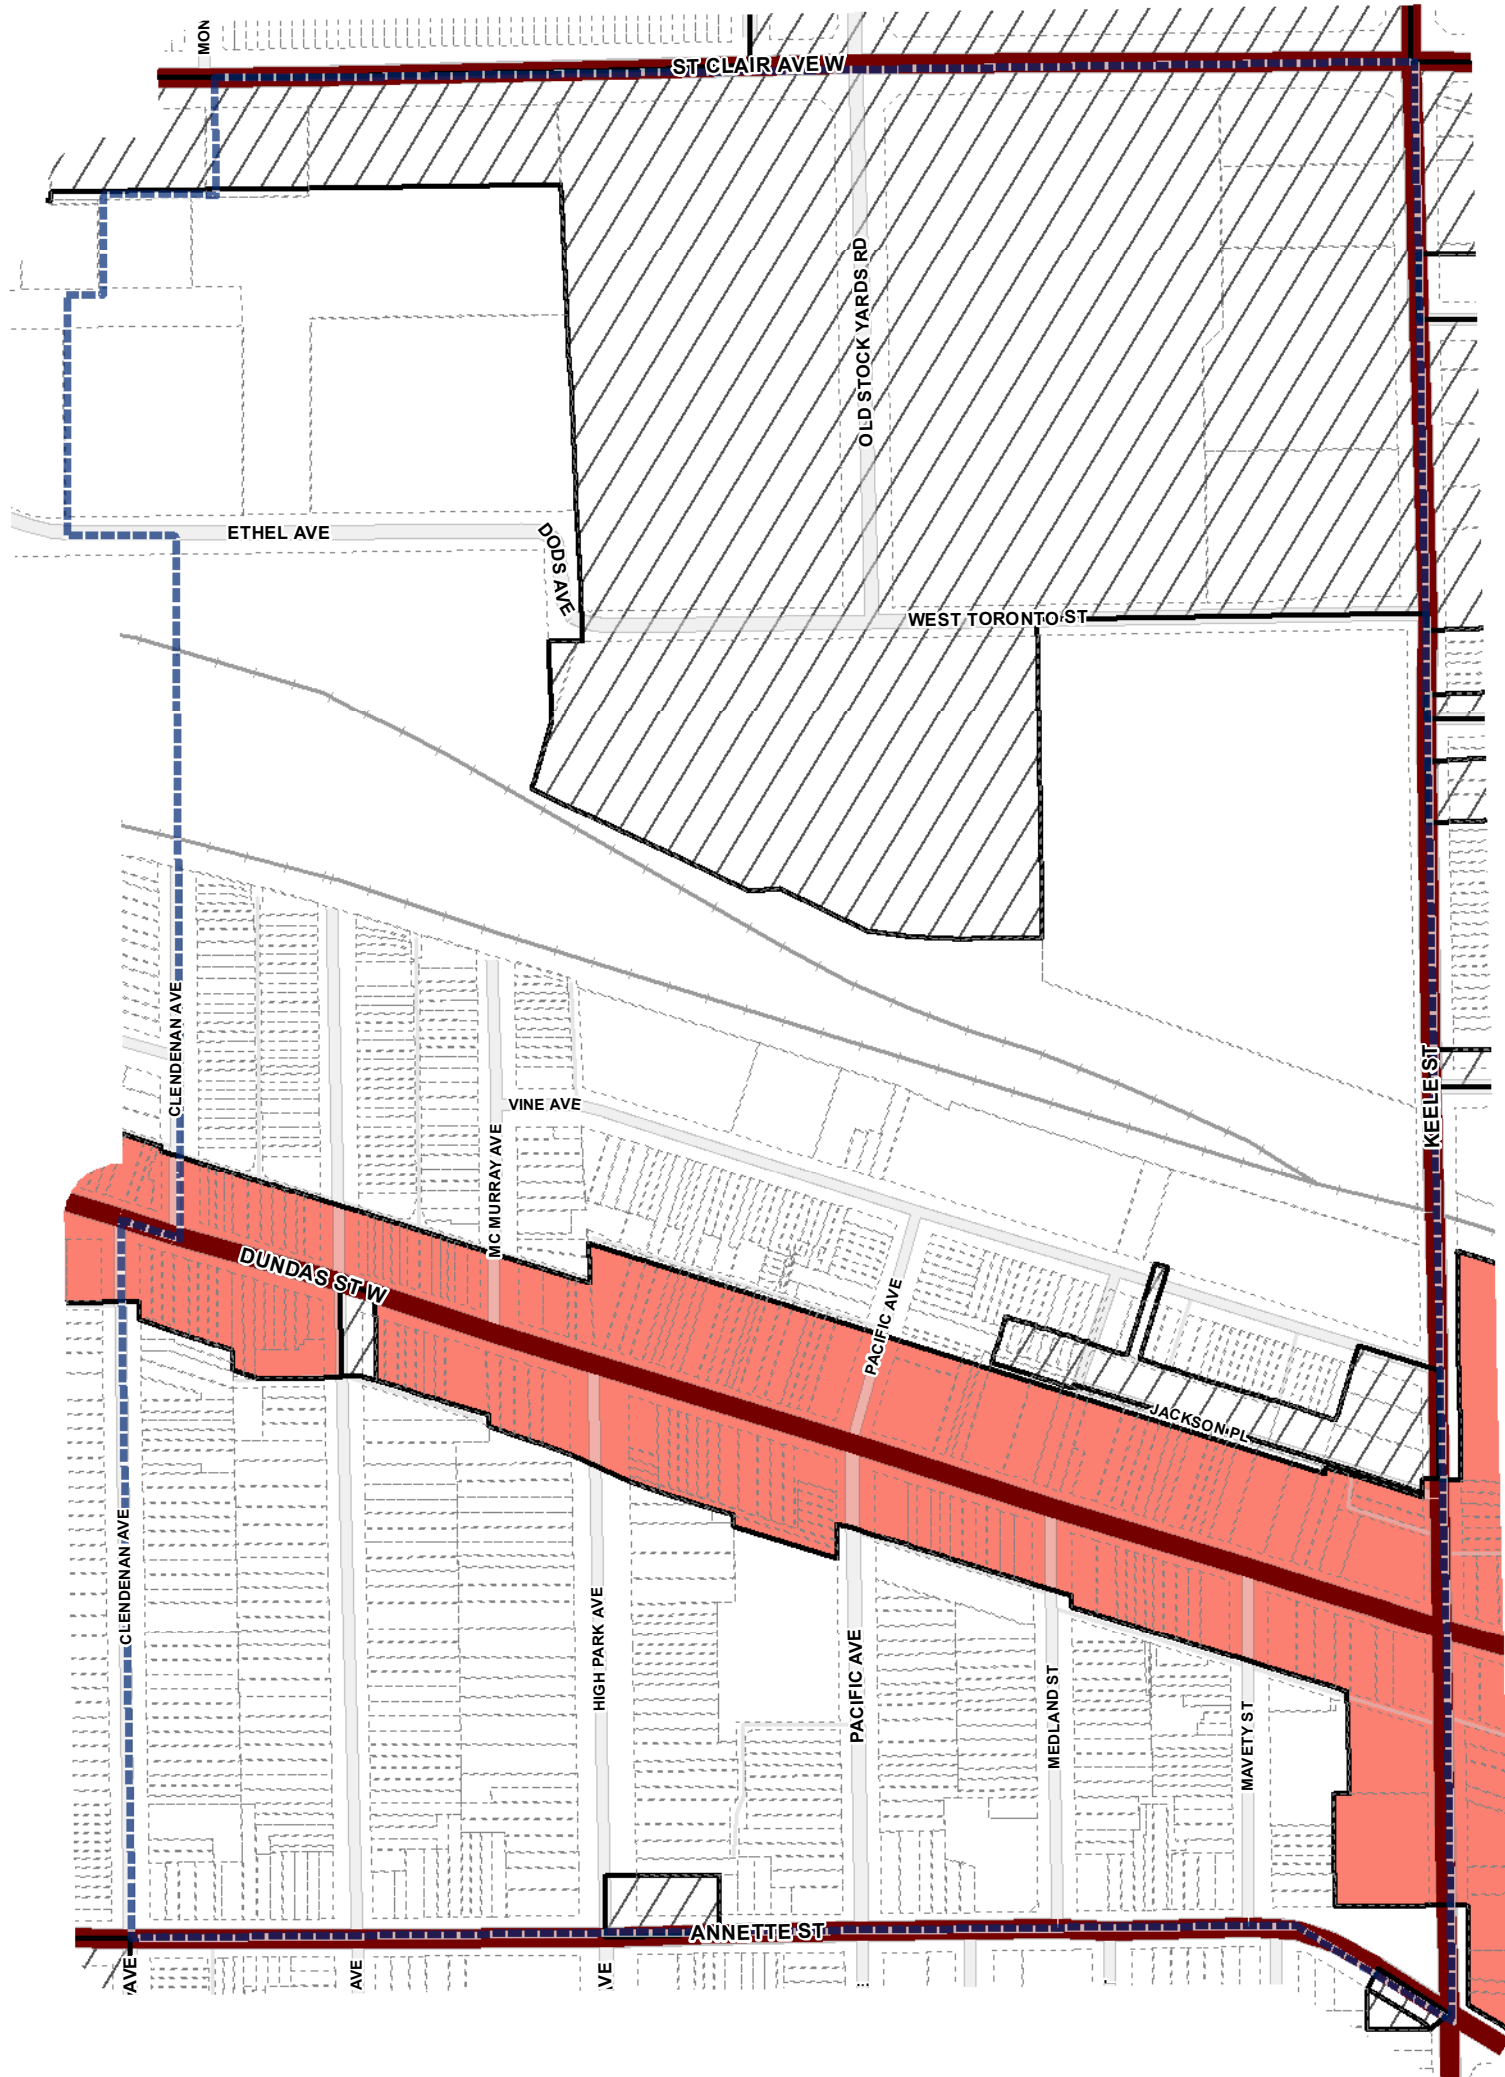 MON
ST CLAIR AVE W
OLD STOCK YARDS RD
ETHEL AVE
DODS AVE
WEST TORONTO ST
CLENDENAN AVE
KEELE ST
VINE AVE
MC MURRAY AVE
DUNDAS ST W
PACIFIC AVE
JACKSON PL
CLENDENAN AVE
HIGH PARK AVE
PACIFIC AVE
MEDLAND ST
MAVETY ST
ANNETTE ST
AVE
AVE
VE